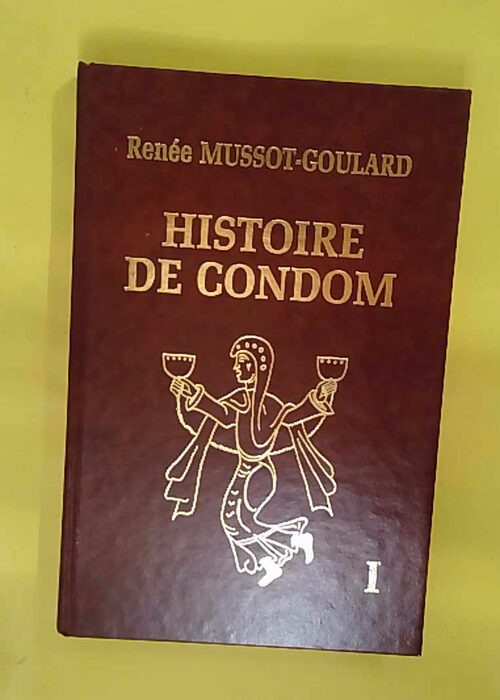 Renée MUSSOT-GOULARD
HISTOIRE
DE CONDOM
I